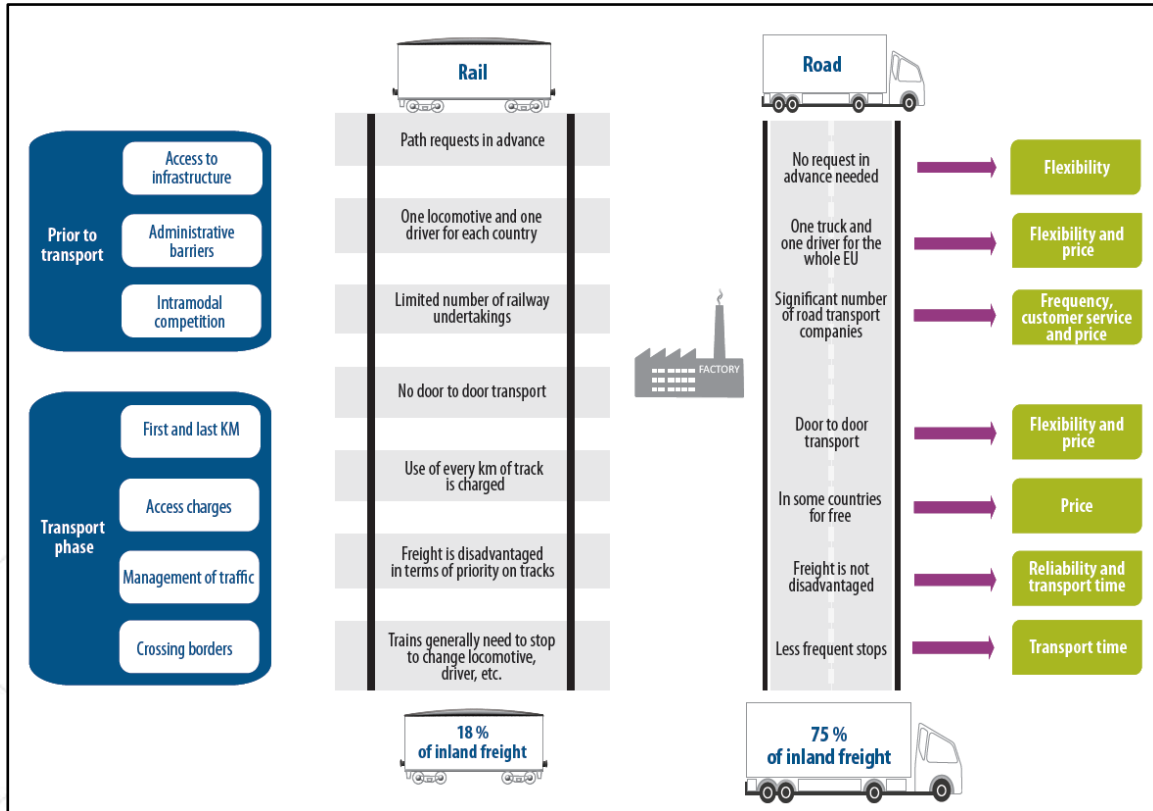 Rail
Road
Prior to
transport
Access to
infrastructure
Path requests in advance
No request in
advance needed
Flexibility
Administrative
barriers
One locomotive and one
driver for each country
One truck and
one driver for the
whole EU
Flexibility and
price
Intramodal
competition
Limited number of railway
undertakings
Significant number
of road transport
companies
Frequency,
customer service
and price
FACTORY
Transport
phase
First and last KM
No door to door transport
Door to door
transport
Flexibility and
price
Access charges
Use of every km of track
is charged
In some countries
for free
Price
Management of traffic
Freight is disadvantaged
in terms of priority on tracks
Freight is not
disadvantaged
Reliability and
transport time
Crossing borders
Trains generally need to stop
to change locomotive,
driver, etc.
Less frequent stops
Transport time
18 %
of inland freight
75 %
of inland freight